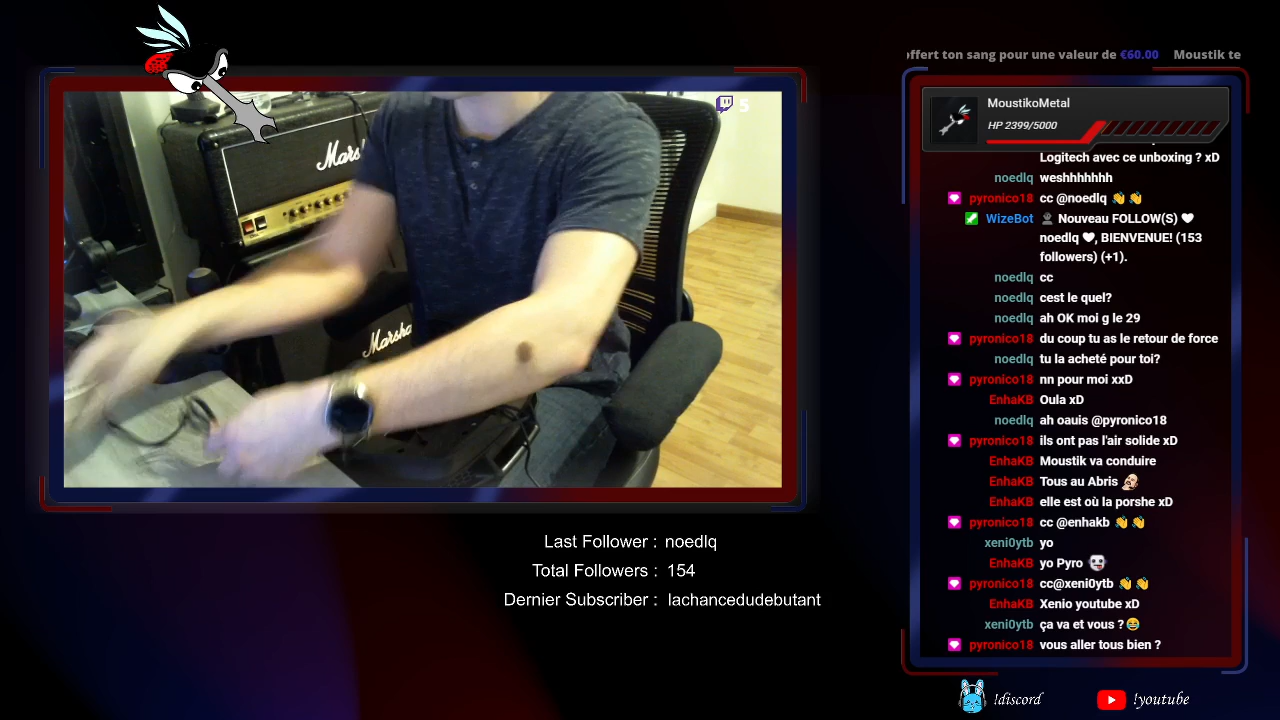 offert ton sang pour une valeur de €60.00 Moustik te
5
Marshall
Marsha
MoustikoMetal
HP 2399/5000
Logitech avec ce unboxing ? xD
noedlq weshhhhhhh
pyronico18 cc @noedlq 👏 👏
WizeBot Nouveau FOLLOW(S)
noedlq , BIENVENUE! (153
followers) (+1).
noedlq cc
noedlq cest le quel?
noedlq ah OK moi g le 29
pyronico18 du coup tu as le retour de force
noedlq tu la acheté pour toi?
pyronico18 nn pour moi xxD
EnhaKB Oula xD
noedlq ah oauis @pyronico18
pyronico18 ils ont pas l'air solide xD
EnhaKB Moustik va conduire
EnhaKB Tous au Abris
EnhaKB elle est où la porshe xD
pyronico18 cc @enhakb 👏 👏
xeni0ytb yo
EnhaKB yo Pyro
pyronico18 cc@xeni0ytb 👏 👏
EnhaKB Xenio youtube xD
xeni0ytb ça va et vous ?😂
pyronico18 vous aller tous bien ?
Last Follower : noedlq
Total Followers : 154
Dernier Subscriber : lachancedudebutant
!discord
!youtube